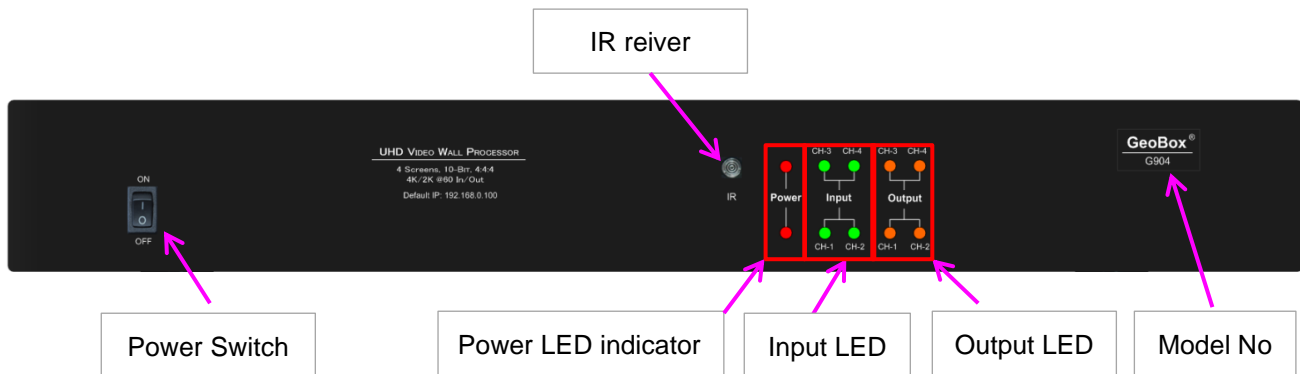 IR reiver
UHD VIDEO WALL PROCESSOR
4 Screens, 10-BIT, 4:4:4
4K/2K @60 In/Out
Default IP: 192.168.0.100
ON
I
O
OFF
IR
Power
CH-3 CH-4
Input
CH-1 CH-2
CH-3 CH-4
Output
CH-1 CH-2
GeoBox®
G904
Power Switch
Power LED indicator
Input LED
Output LED
Model No